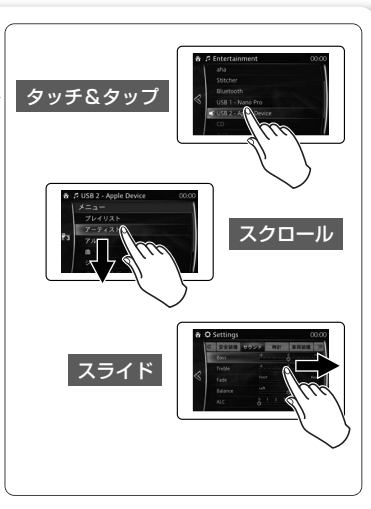 タッチ&タップ
Entertainment 00:00
aha
Stitcher
Bluetooth
USB 1 - Nano Pro
USB 2 - Device
CD
USB 2 - Apple Device 00:00
メニュー
プレイリスト
アーティスト
アル
曲
スクロール
Settings 00:00
安全装備 サウンド 時計 車両装備
Bass
Treble
Fade Front
Balance Left
ALC
スライド